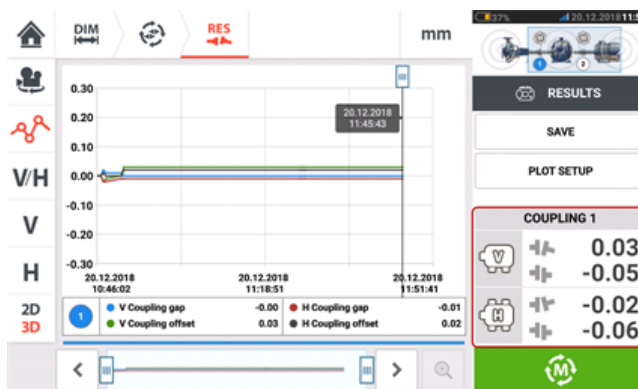 37% 20.12.2018 11:5
DIM RES mm
1 2
RESULTS
SAVE
PLOT SETUP
0.30
0.20
20.12.2018
11:45:43
0.10
0.00
-0.10
-0.20
-0.30
20.12.2018 20.12.2018 20.12.2018
10:46:02 11:18:51 11:51:41
V/H
V
H
2D
3D
1 V Coupling gap -0.00 H Coupling gap -0.01
V Coupling offset 0.03 H Coupling offset 0.02
COUPLING 1
V 0.03
-0.05
H -0.02
-0.06
M